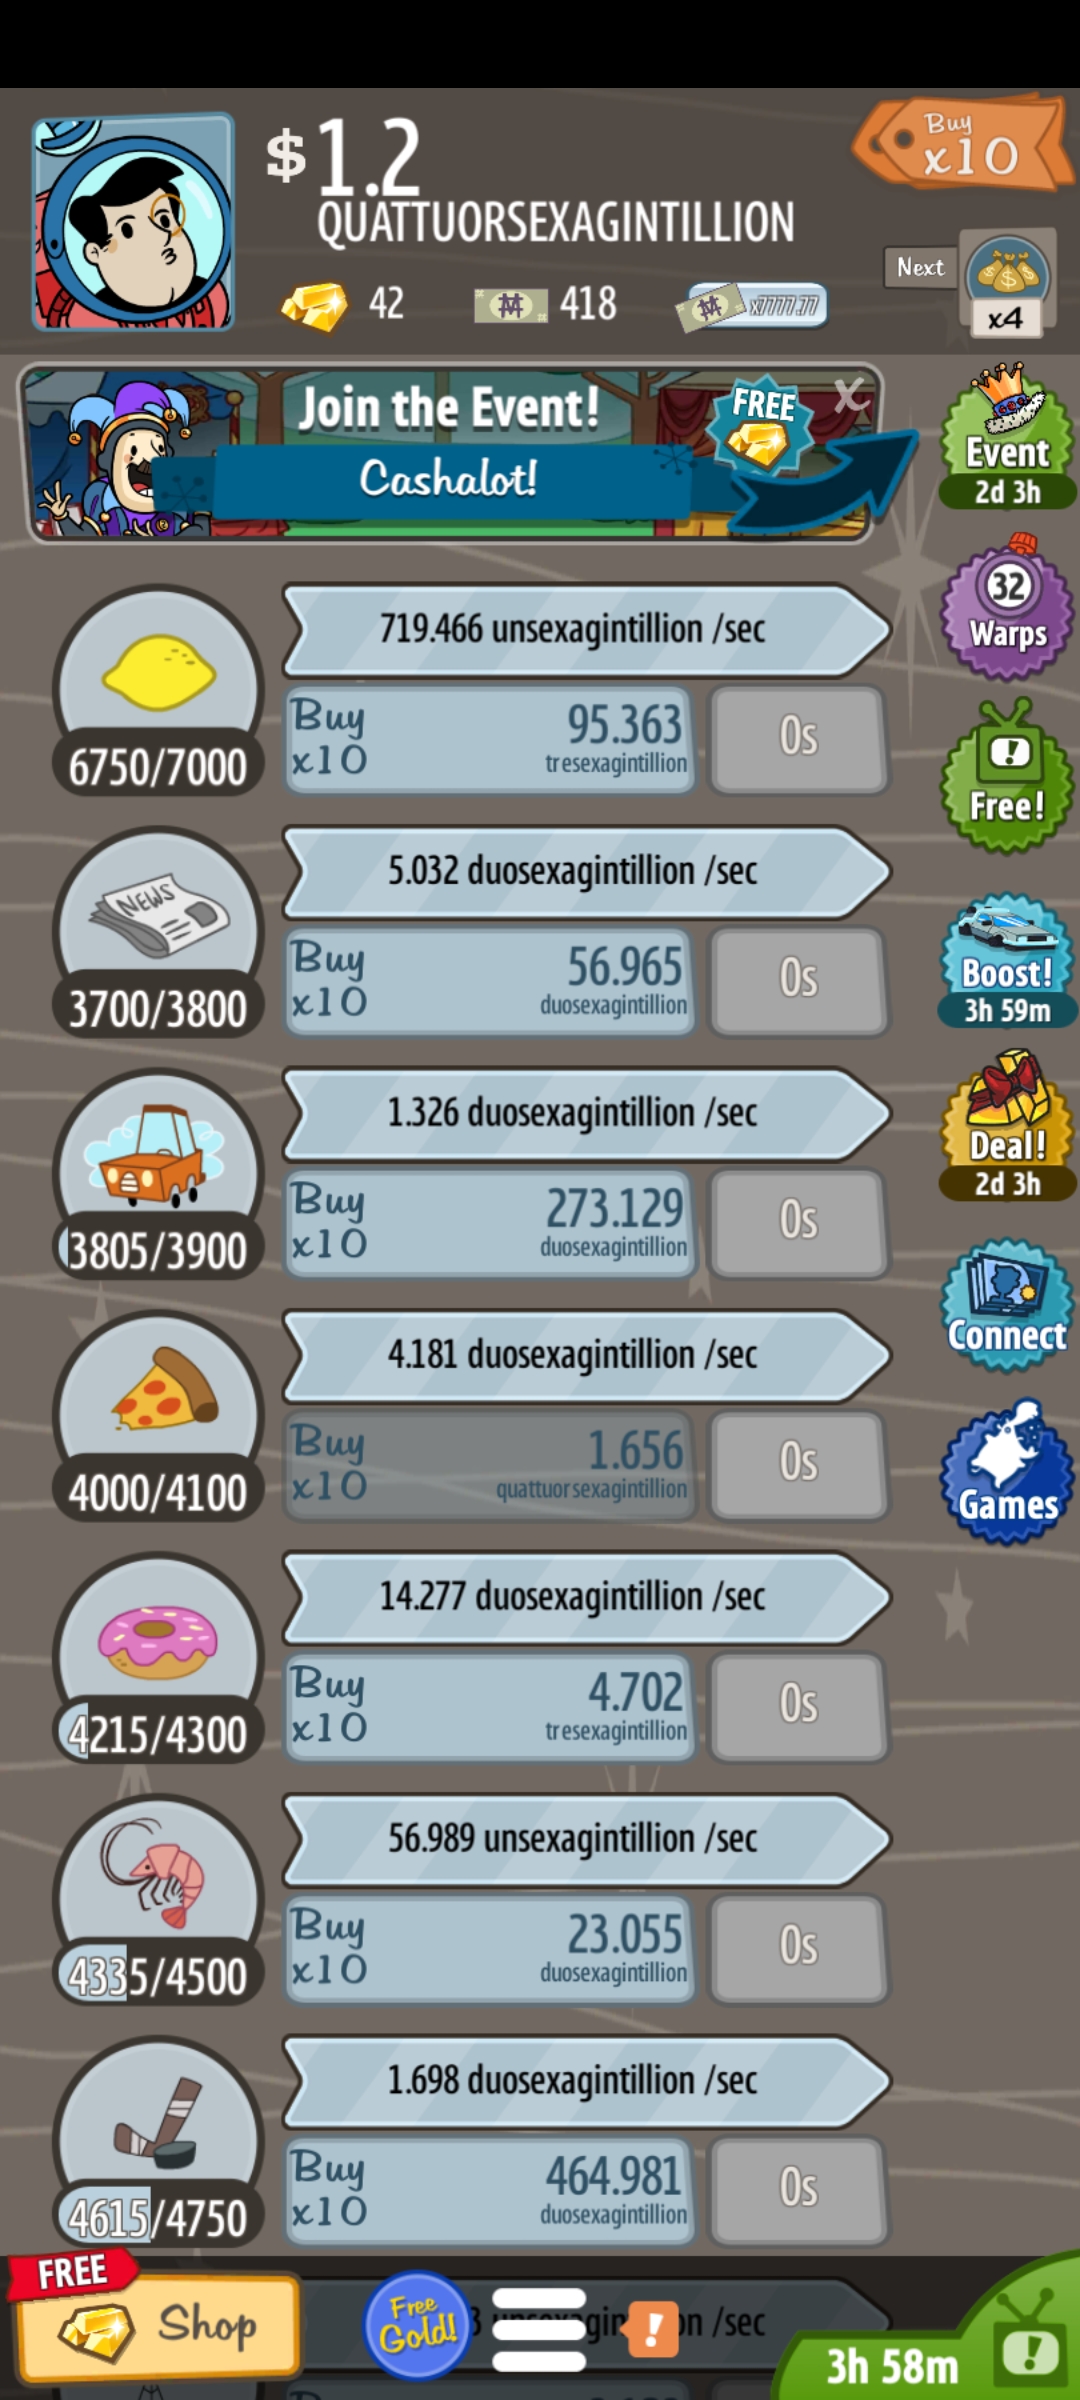 $1.2
QUATTUORSEXAGINTILLION
Buy
x10
42
418
x7777.77
Next
x4
Join the Event!
Cashalot!
FREE
X
Event
2d 3h
32
Warps
Free!
Boost!
3h 59m
Deal!
2d 3h
Connect
Games
719.466 unsexagintillion /sec
6750/7000
Buy
x10
95.363
tresexagintillion
0s
NEWS
5.032 duosexagintillion /sec
3700/3800
Buy
x10
56.965
duosexagintillion
0s
1.326 duosexagintillion /sec
3805/3900
Buy
x10
273.129
duosexagintillion
0s
4.181 duosexagintillion /sec
4000/4100
Buy
x10
1.656
quattuorsexagintillion
0s
14.277 duosexagintillion /sec
4215/4300
Buy
x10
4.702
tresexagintillion
0s
56.989 unsexagintillion /sec
4335/4500
Buy
x10
23.055
duosexagintillion
0s
1.698 duosexagintillion /sec
4615/4750
Buy
x10
464.981
duosexagintillion
0s
FREE
Shop
Free
Gold!
/sec
3h 58m